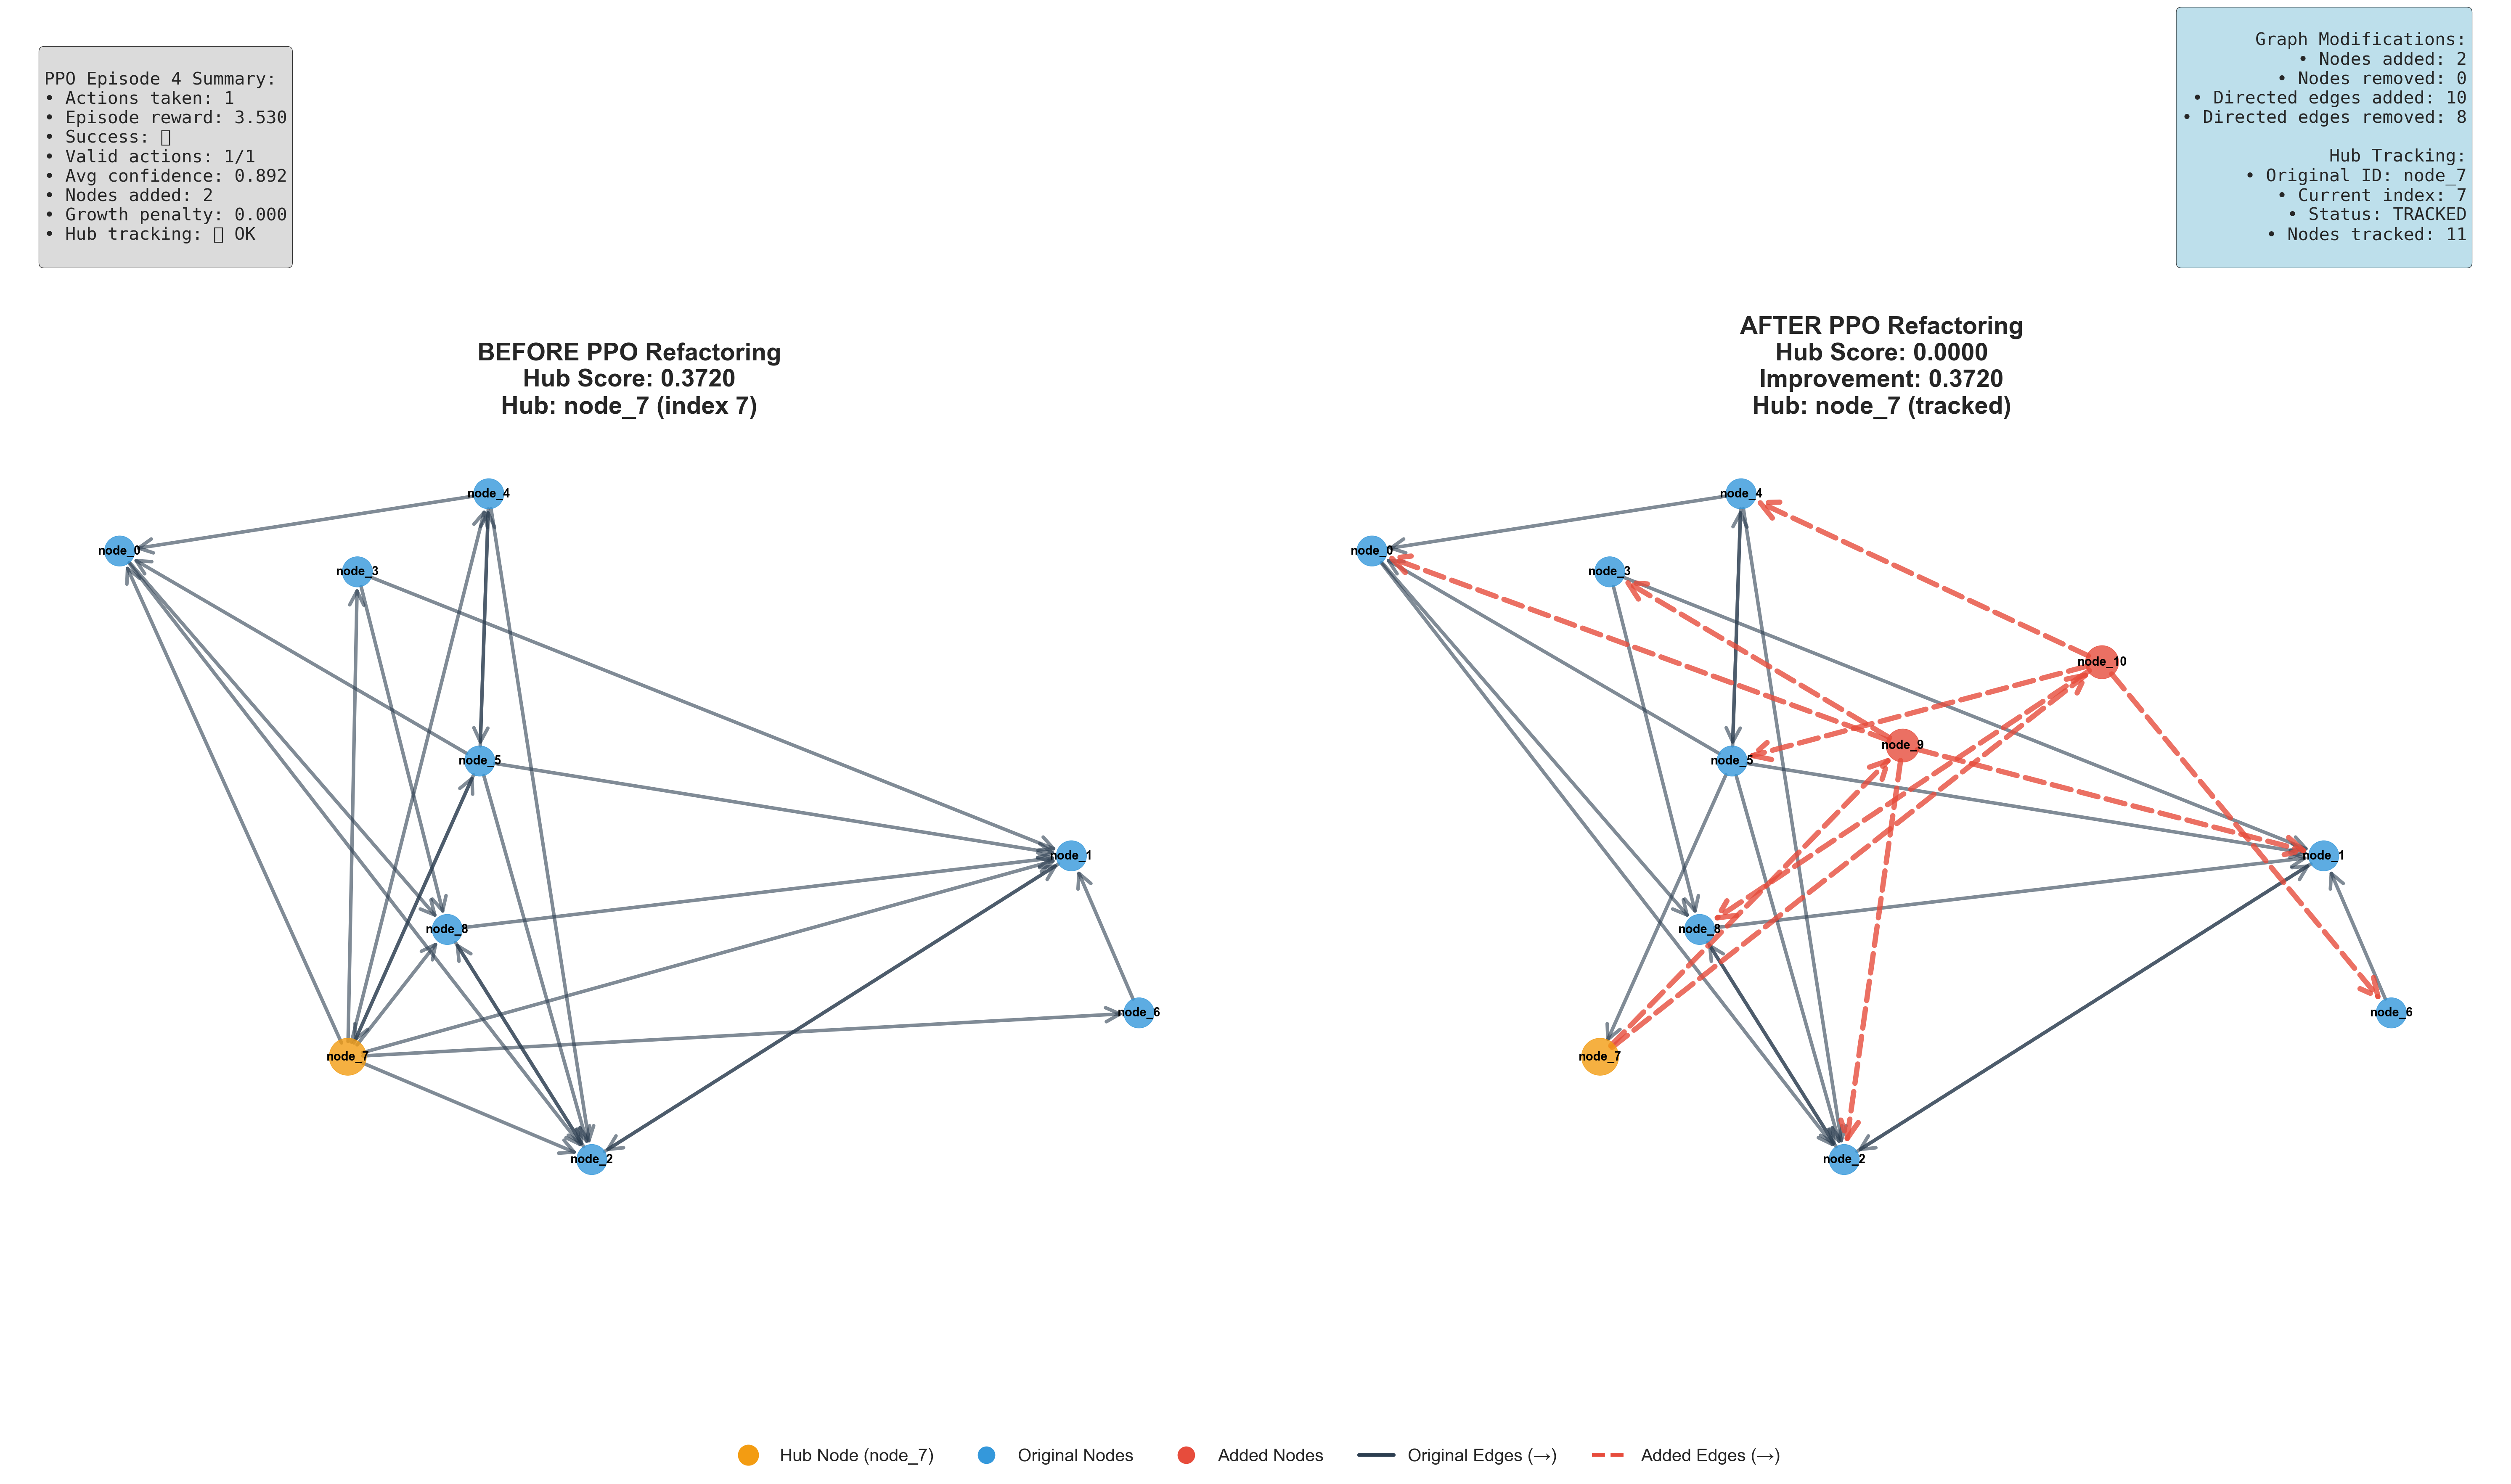 PPO Episode 4 Summary:
• Actions taken: 1
• Episode reward: 3.530
• Success: 
• Valid actions: 1/1
• Avg confidence: 0.892
• Nodes added: 2
• Growth penalty: 0.000
• Hub tracking:  OK
Graph Modifications:
• Nodes added: 2
• Nodes removed: 0
• Directed edges added: 10
• Directed edges removed: 8
Hub Tracking:
• Original ID: node_7
• Current index: 7
• Status: TRACKED
• Nodes tracked: 11
BEFORE PPO Refactoring
Hub Score: 0.3720
Hub: node_7 (index 7)
node_4
node_0
node_3
node_5
node_1
node_8
node_6
node_7
node_2
AFTER PPO Refactoring
Hub Score: 0.0000
Improvement: 0.3720
Hub: node_7 (tracked)
node_4
node_0
node_3
node_10
node_9
node_5
node_1
node_8
node_6
node_7
node_2
Hub Node (node_7)
Original Nodes
Added Nodes
Original Edges (→)
Added Edges (→)